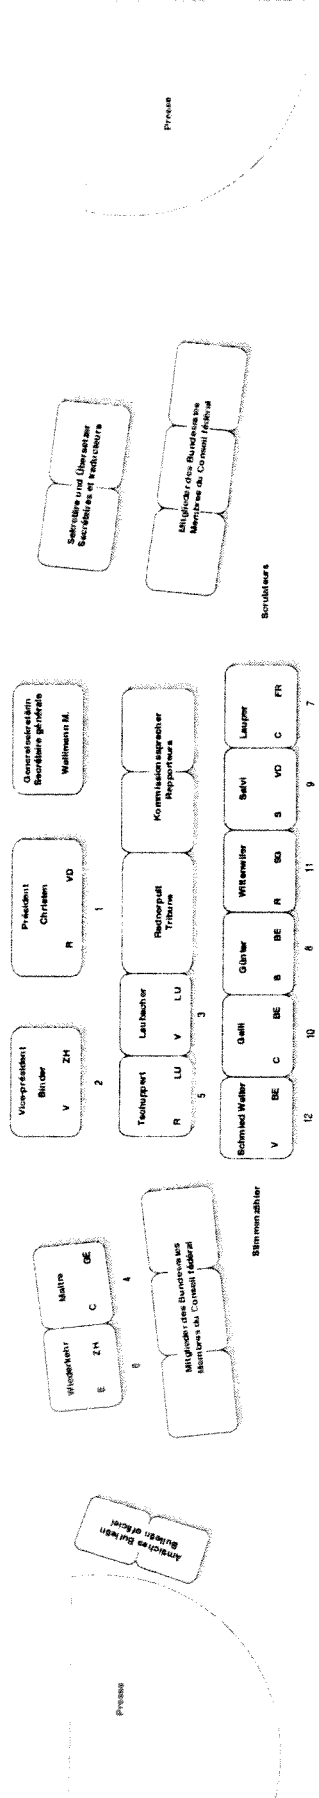 Presse
Sekretäre und Übersetzer
Secrétaires et traducteurs
Mitglieder des Bundesrates
Membres du Conseil fédéral
Scrutateurs
Generalsekretärin
Secrétaire générale
Wallimann M.
Président
Christen
R VD
1
Vice-président
Binder
V ZH
2
Kommissionssprecher
Rapporteurs
Rednerpult
Tribune
Laubacher
V LU
3
Tschuppert
R LU
5
Lauper
C FR
7
Salvi
S VD
9
Wittenwiler
R SG
11
Günter
S BE
8
Galli
C BE
10
Schmied Walter
V BE
12
Stimmenzähler
Maitre
C GE
4
Wiederkehr
E ZH
6
Mitglieder des Bundesrates
Membres du Conseil fédéral
Amtliches Bulletin
Bulletin officiel
Presse